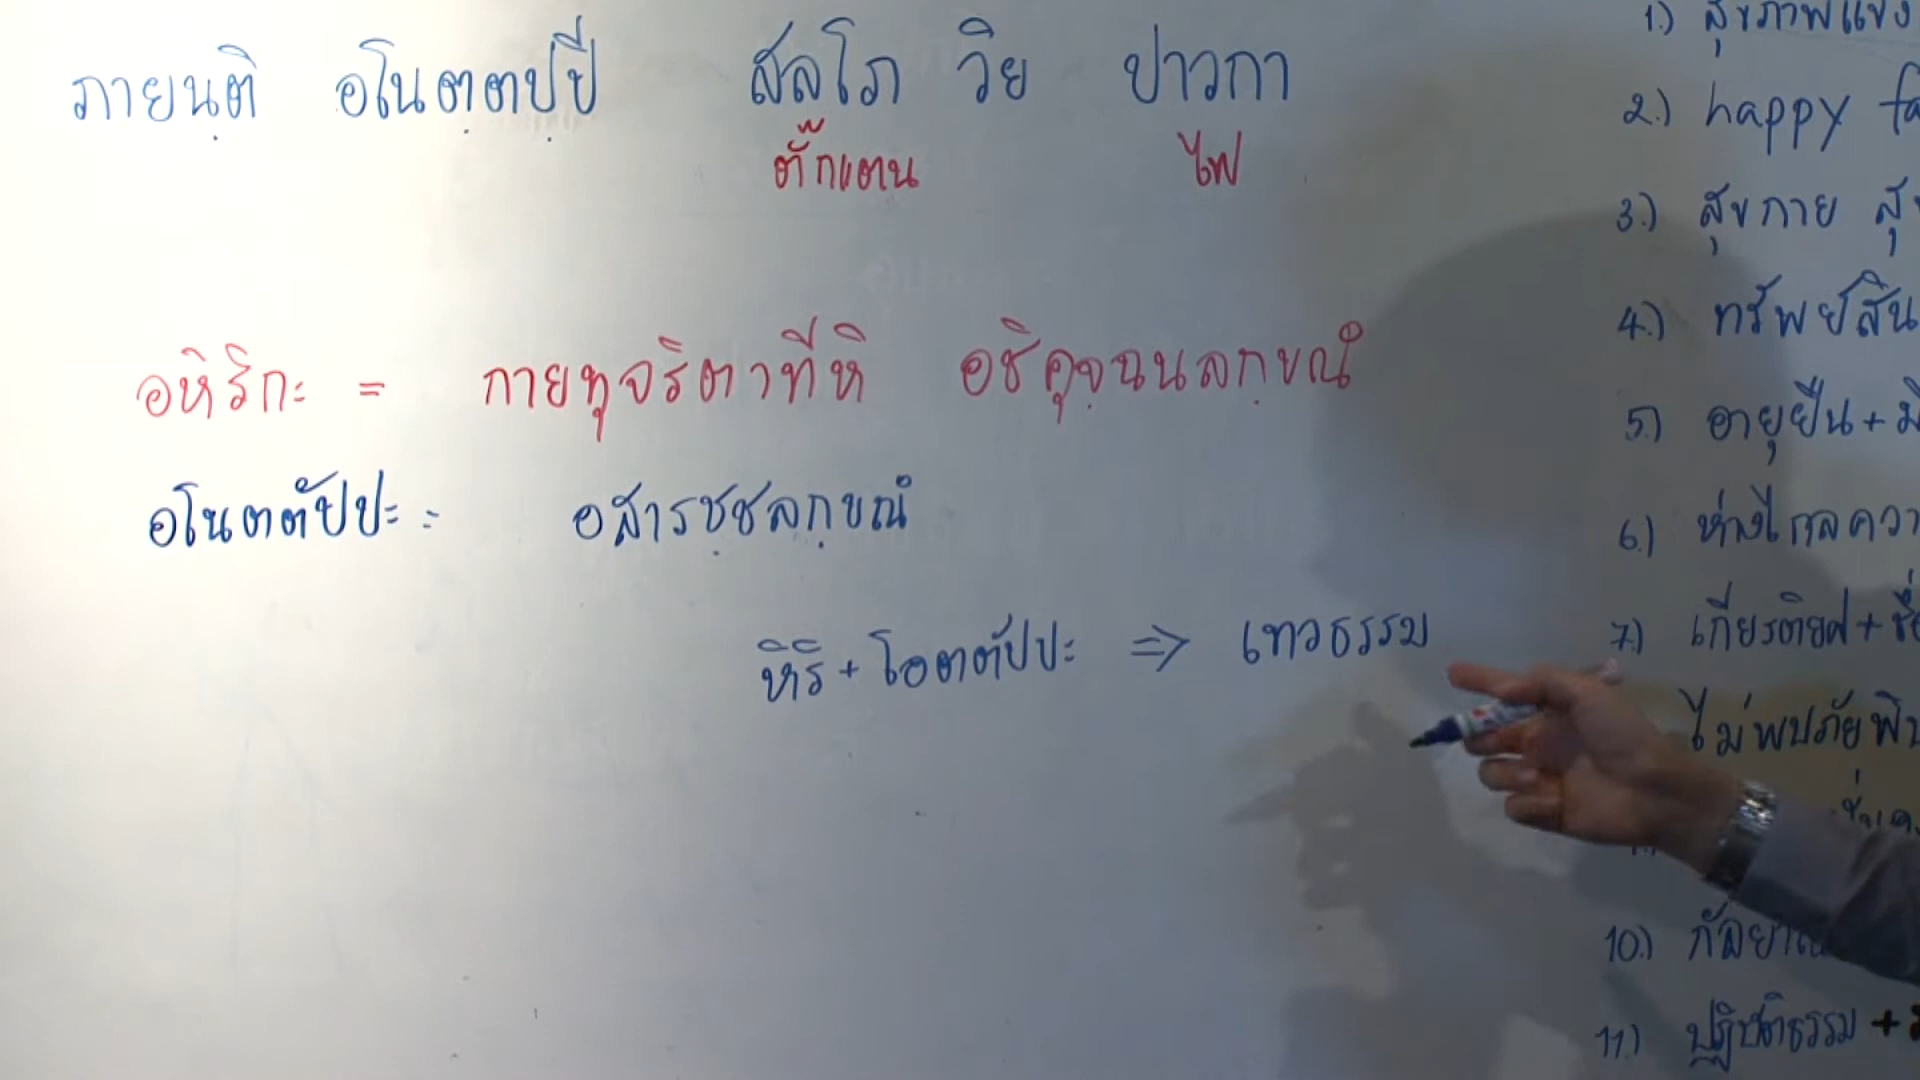 ภายนฺติ อโนตฺตปฺปี สลโภ วิย ปาวกา
ตั๊กแตน ไฟ
อหิริกะ = กายทุจริตาทีหิ อชิคุจฺฉนลกฺขณํ
อโนตตัปปะ = อสารชฺชลกฺขณํ
หิริ + โอตตัปปะ => เทวธรรม
1.) สุขภาพแข็ง
2.) happy fa
3.) สุขกาย สุ
4.) ทรัพย์สิน
5.) อายุยืน + มี
6.) ห่างไกลควา
7.) เกียรติยศ +
ไม่พบภัยพิบ
10.)
11.) ปฏิบัติธรรม +